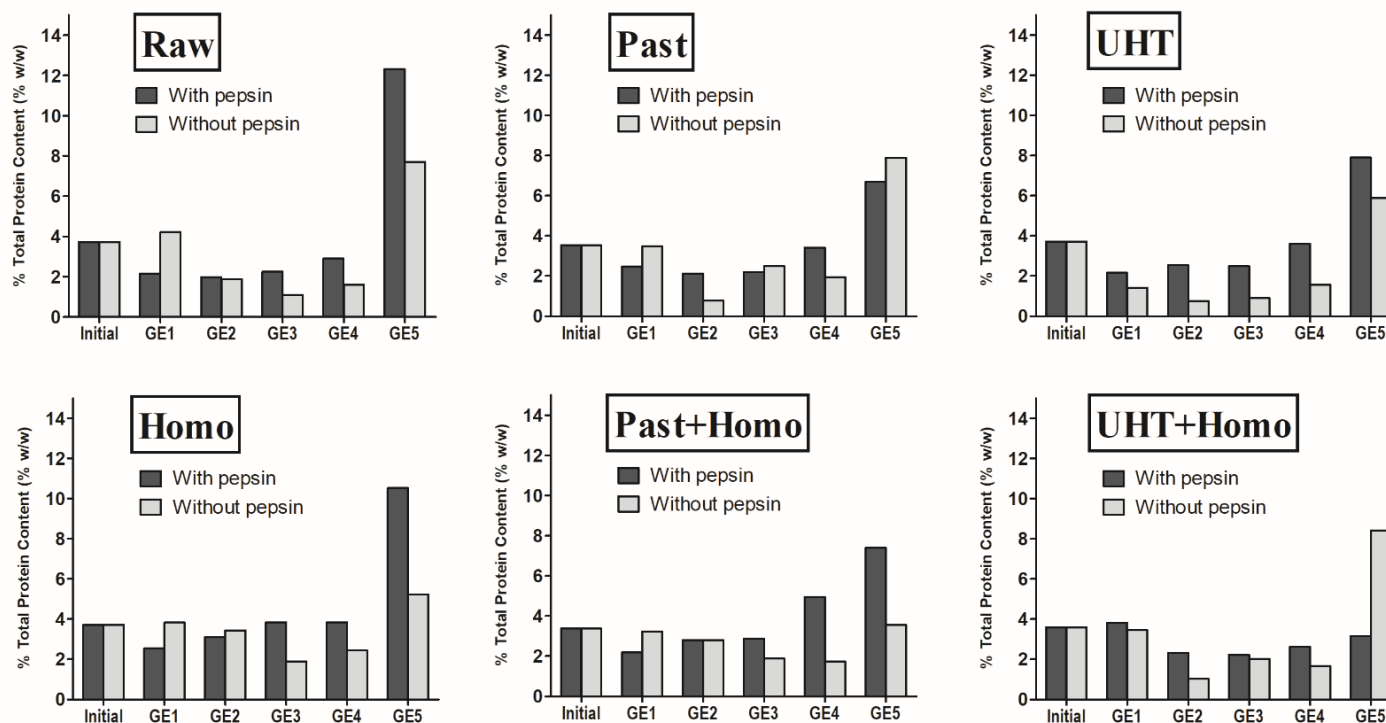 Raw
% Total Protein Content (% w/w)
14
12
10
8
6
4
2
0
With pepsin
Without pepsin
Initial GE1 GE2 GE3 GE4 GE5
Past
% Total Protein Content (% w/w)
14
12
10
8
6
4
2
0
With pepsin
Without pepsin
Initial GE1 GE2 GE3 GE4 GE5
UHT
% Total Protein Content (% w/w)
14
12
10
8
6
4
2
0
With pepsin
Without pepsin
Initial GE1 GE2 GE3 GE4 GE5
Homo
% Total Protein Content (% w/w)
14
12
10
8
6
4
2
0
With pepsin
Without pepsin
Initial GE1 GE2 GE3 GE4 GE5
Past+Homo
% Total Protein Content (% w/w)
14
12
10
8
6
4
2
0
With pepsin
Without pepsin
Initial GE1 GE2 GE3 GE4 GE5
UHT+Homo
% Total Protein Content (% w/w)
14
12
10
8
6
4
2
0
With pepsin
Without pepsin
Initial GE1 GE2 GE3 GE4 GE5